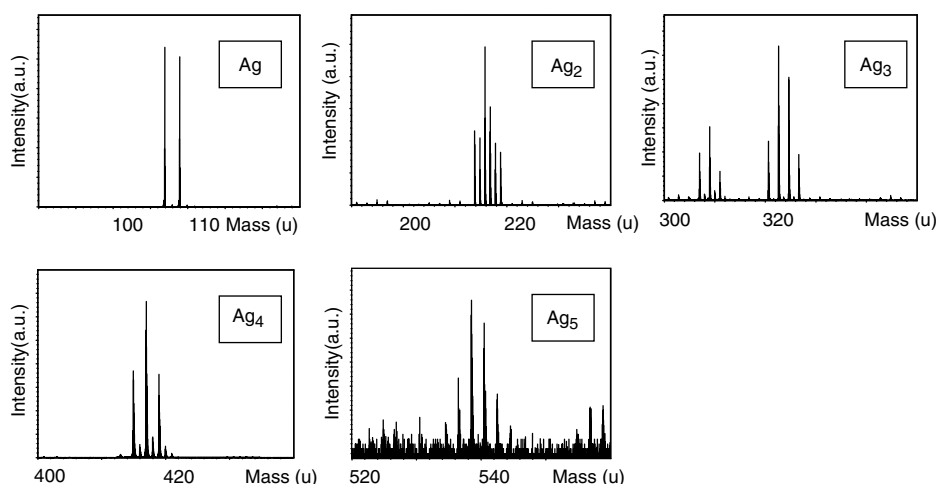 Intensity(a.u.)
Ag
100
110 Mass (u)
Intensity (a.u.)
Ag2
200
220
Mass (u)
Intensity (a.u.)
Ag3
300
320
Mass (u)
Intensity(a.u.)
Ag4
400
420
Mass (u)
Intensity(a.u.)
Ag5
520
540
Mass (u)